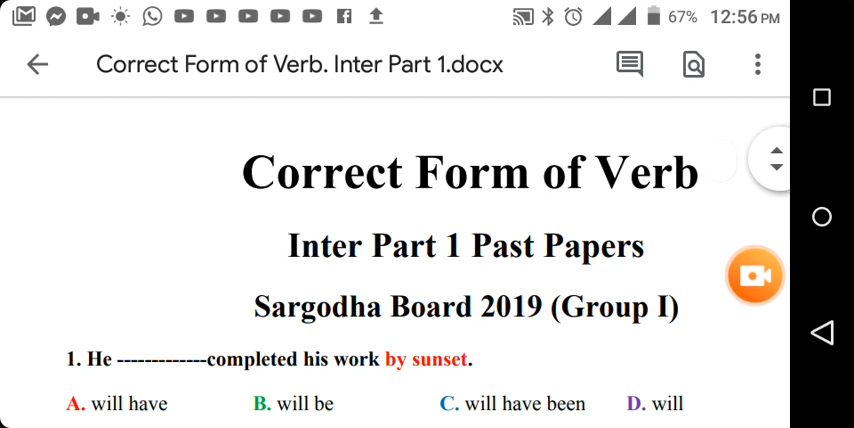 67% 12:56 PM
Correct Form of Verb. Inter Part 1.docx
Correct Form of Verb
Inter Part 1 Past Papers
Sargodha Board 2019 (Group I)
1. He -------------completed his work by sunset.
A. will have B. will be C. will have been D. will